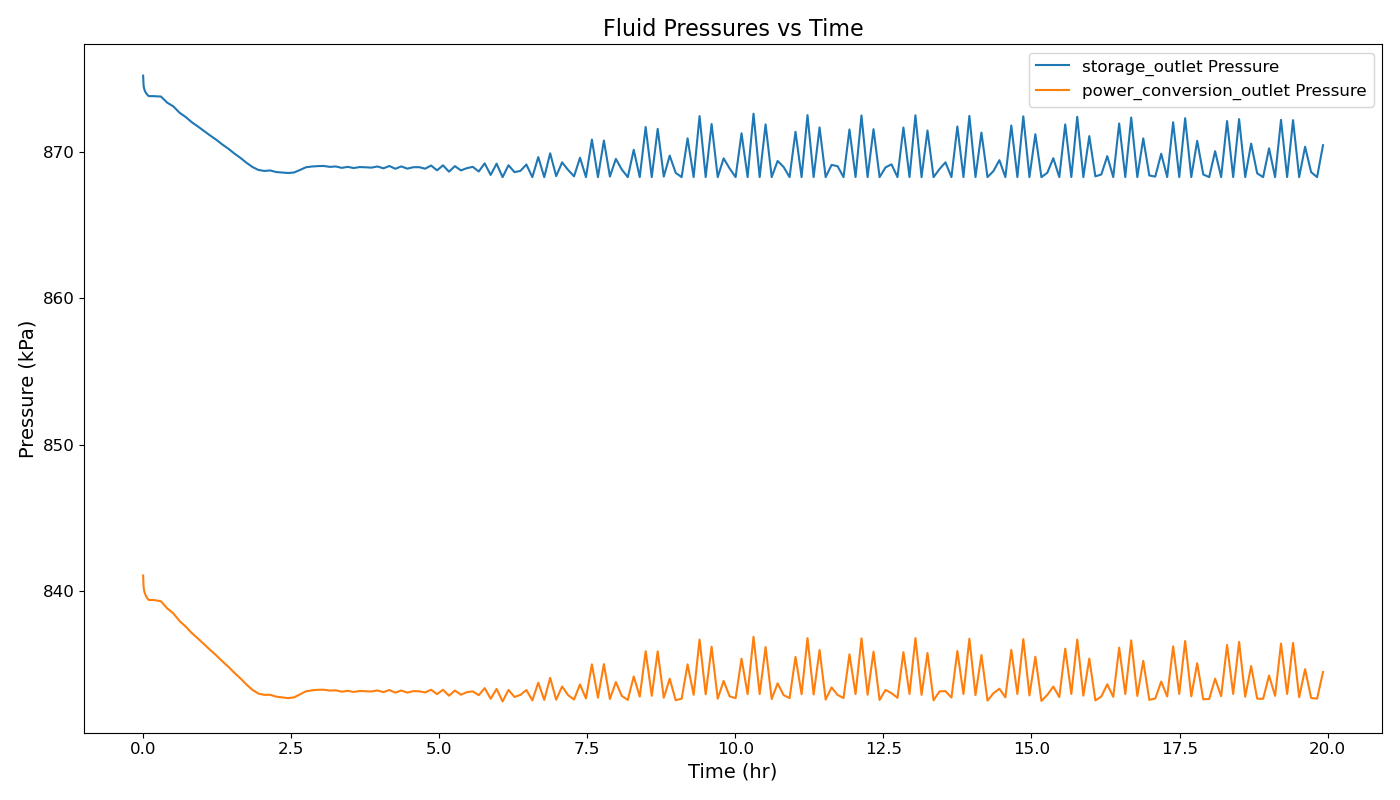 Fluid Pressures vs Time
storage_outlet Pressure
power_conversion_outlet Pressure
Pressure (kPa)
870
860
850
840
0.0 2.5 5.0 7.5 10.0 12.5 15.0 17.5 20.0
Time (hr)